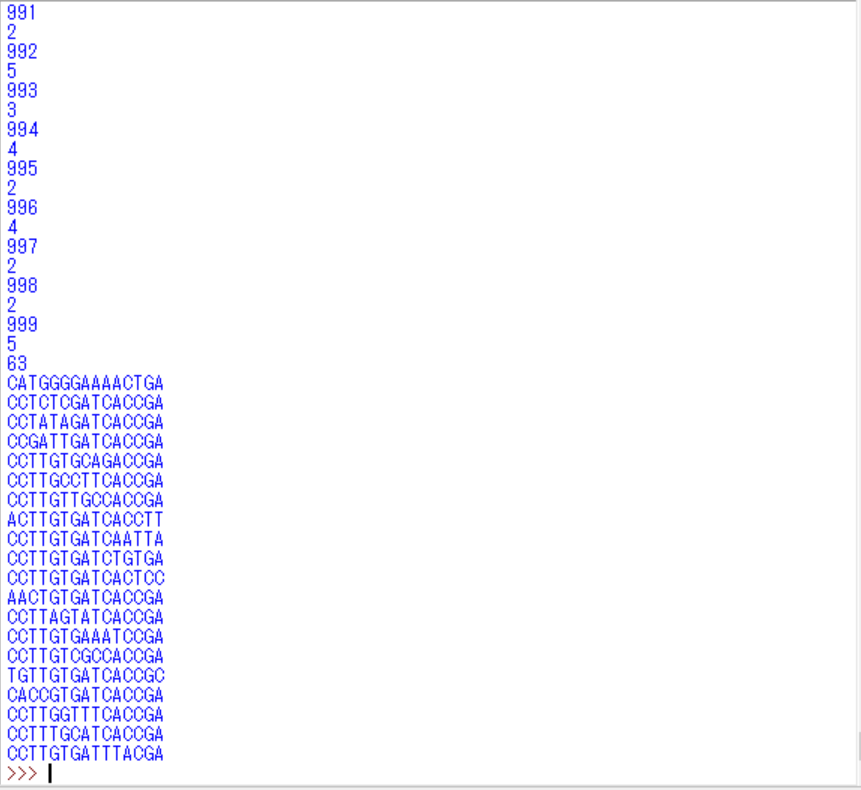 991
2
992
5
993
3
994
4
995
2
996
4
997
2
998
2
999
5
63
CATGGGGAAAACTGA
CCTCTCGATCACCGA
CCTATAGATCACCGA
CCGATTGATCACCGA
CCTTGTGCAGACCGA
CCTTGCCTTCACCGA
CCTTGTTGCCACCGA
ACTTGTGATCACCTT
CCTTGTGATCAATTA
CCTTGTGATCTGTGA
CCTTGTGATCACTCC
AACTGTGATCACCGA
CCTTAGTATCACCGA
CCTTGTGAAATCCGA
CCTTGTCGCCACCGA
TGTTGTGATCACCGC
CACCGTGATCACCGA
CCTTGGTTTCACCGA
CCTTTGCATCACCGA
CCTTGTGATTTACGA
>>>